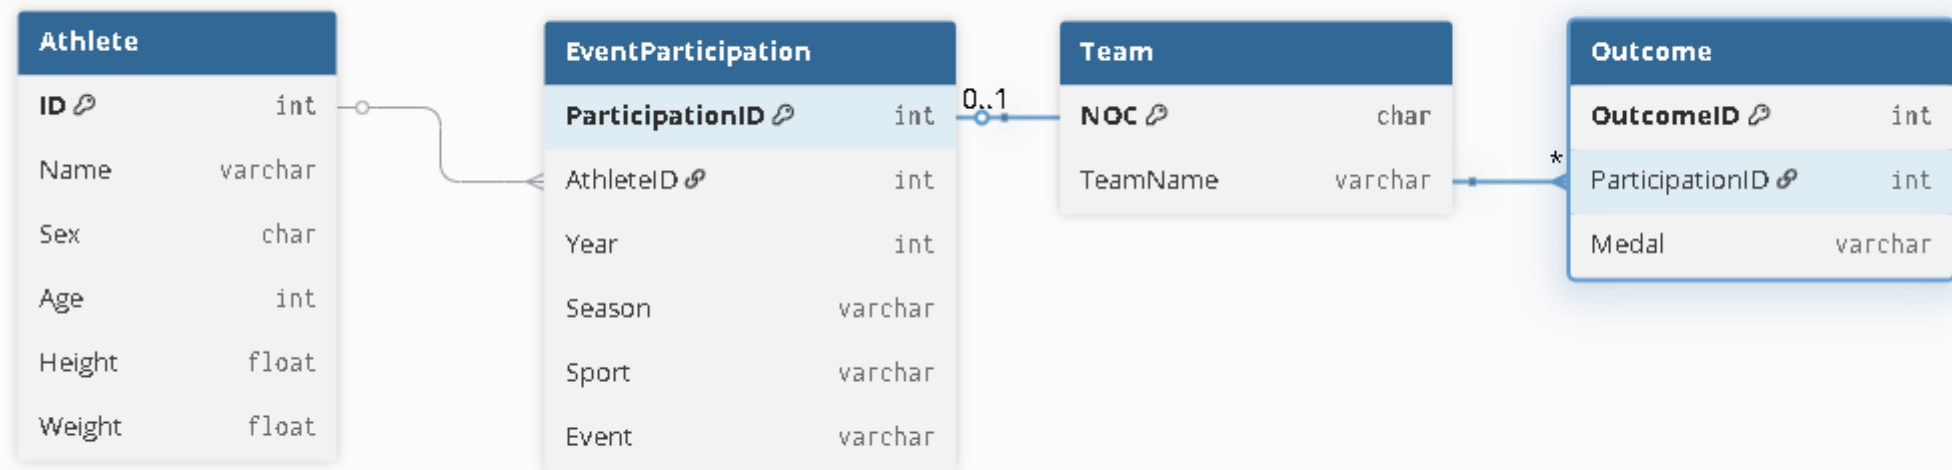 Athlete
ID int
Name varchar
Sex char
Age int
Height float
Weight float
EventParticipation
ParticipationID int
AthleteID int
Year int
Season varchar
Sport varchar
Event varchar
0..1
Team
NOC char
TeamName varchar
*
Outcome
OutcomeID int
ParticipationID int
Medal varchar